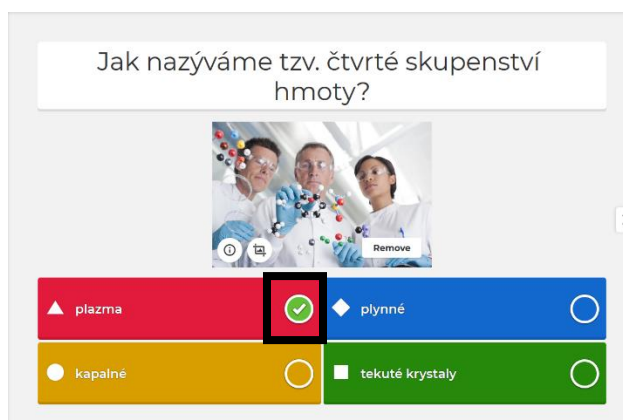 Jak nazýváme tzv. čtvrté skupenství
hmoty?
Remove
plazma
plynné
kapalné
tekuté krystaly